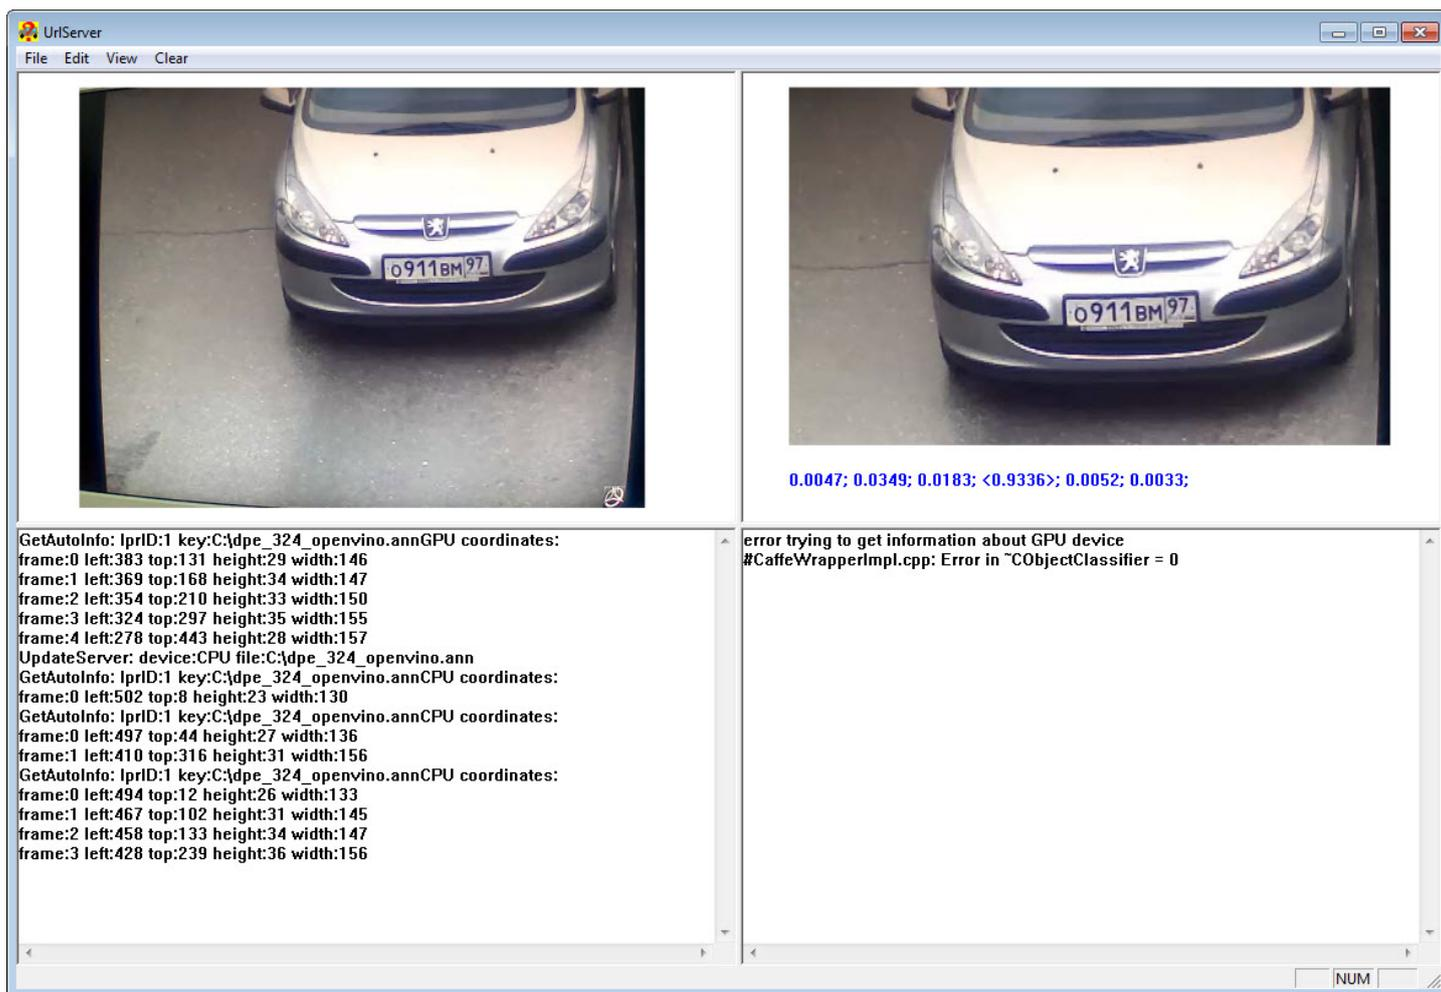 UrlServer
File Edit View Clear
О911ВМ 97
О911ВМ 97
0.0047; 0.0349; 0.0183; <0.9336>; 0.0052; 0.0033;
GetAutoInfo: lprID:1 key:C:\dpe_324_openvino.annGPU coordinates:
frame:0 left:383 top:131 height:29 width:146
frame:1 left:369 top:168 height:34 width:147
frame:2 left:354 top:210 height:33 width:150
frame:3 left:324 top:297 height:35 width:155
frame:4 left:278 top:443 height:28 width:157
UpdateServer: device:CPU file:C:\dpe_324_openvino.ann
GetAutoInfo: lprID:1 key:C:\dpe_324_openvino.annCPU coordinates:
frame:0 left:502 top:8 height:23 width:130
GetAutoInfo: lprID:1 key:C:\dpe_324_openvino.annCPU coordinates:
frame:0 left:497 top:44 height:27 width:136
frame:1 left:410 top:316 height:31 width:156
GetAutoInfo: lprID:1 key:C:\dpe_324_openvino.annCPU coordinates:
frame:0 left:494 top:12 height:26 width:133
frame:1 left:467 top:102 height:31 width:145
frame:2 left:458 top:133 height:34 width:147
frame:3 left:428 top:239 height:36 width:156
error trying to get information about GPU device
#CaffeWrapperImpl.cpp: Error in ~CObjectClassifier = 0
NUM